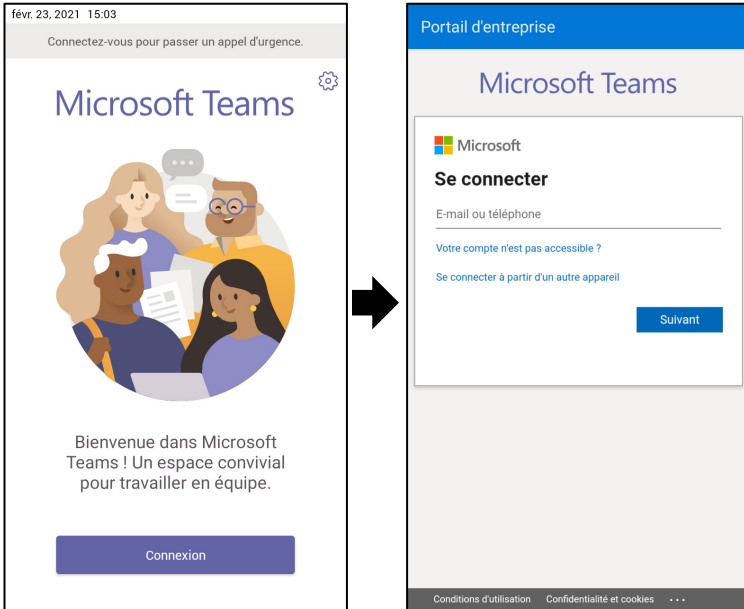 févr. 23, 2021 15:03
Connectez-vous pour passer un appel d'urgence.
Microsoft Teams
Bienvenue dans Microsoft
Teams ! Un espace convivial
pour travailler en équipe.
Connexion
Portail d'entreprise
Microsoft Teams
Microsoft
Se connecter
E-mail ou téléphone
Votre compte n'est pas accessible ?
Se connecter à partir d'un autre appareil
Suivant
Conditions d'utilisation Confidentialité et cookies ...